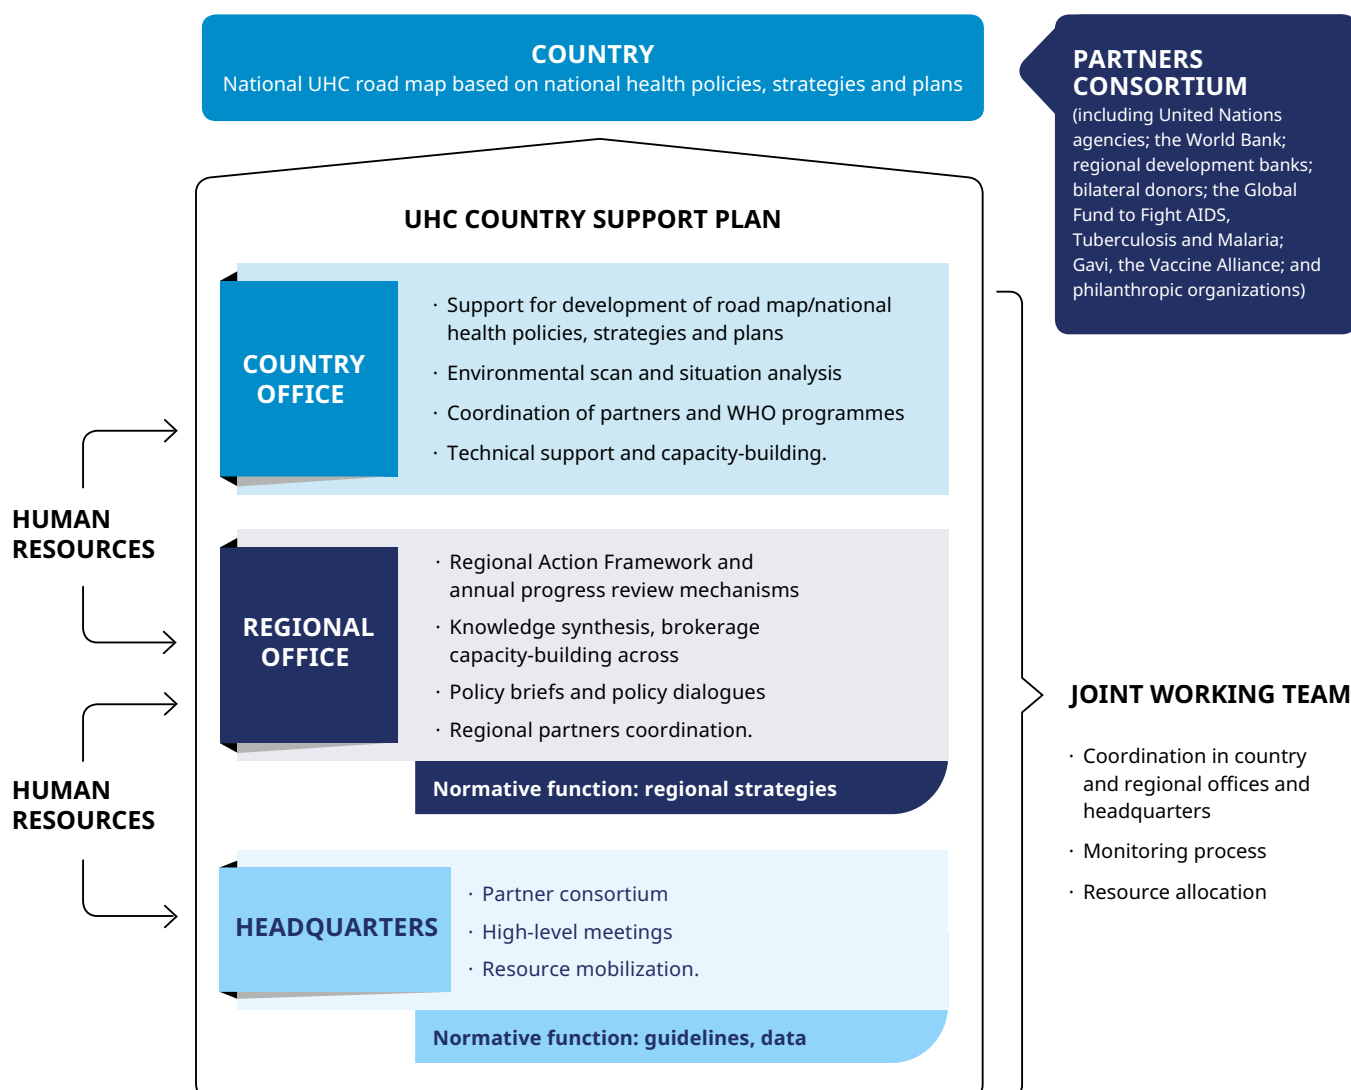 COUNTRY
National UHC road map based on national health policies, strategies and plans
PARTNERS
CONSORTIUM
(including United Nations
agencies; the World Bank;
regional development banks;
bilateral donors; the Global
Fund to Fight AIDS,
Tuberculosis and Malaria;
Gavi, the Vaccine Alliance; and
philanthropic organizations)
UHC COUNTRY SUPPORT PLAN
COUNTRY
OFFICE
· Support for development of road map/national
health policies, strategies and plans
· Environmental scan and situation analysis
· Coordination of partners and WHO programmes
· Technical support and capacity-building.
HUMAN
RESOURCES
REGIONAL
OFFICE
· Regional Action Framework and
annual progress review mechanisms
· Knowledge synthesis, brokerage
capacity-building across
· Policy briefs and policy dialogues
· Regional partners coordination.
Normative function: regional strategies
HUMAN
RESOURCES
HEADQUARTERS
· Partner consortium
· High-level meetings
· Resource mobilization.
Normative function: guidelines, data
JOINT WORKING TEAM
· Coordination in country
and regional offices and
headquarters
· Monitoring process
· Resource allocation